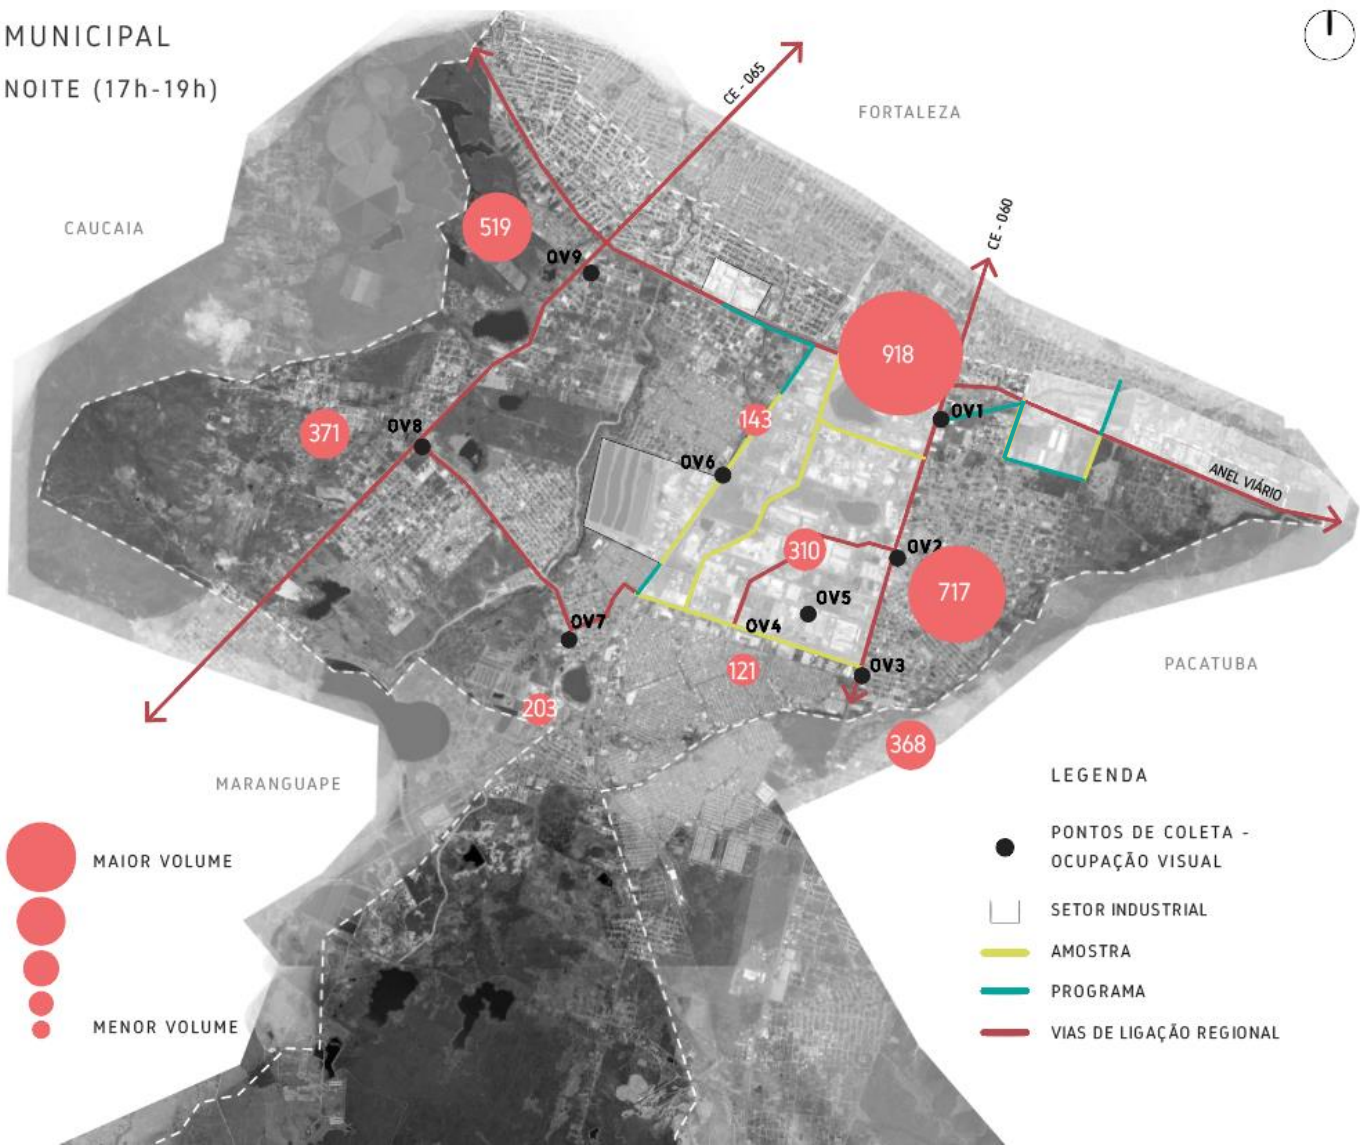 MUNICIPAL
NOITE (17h-19h)
CE - 065
FORTALEZA
CAUCAIA
CE - 060
519
OV9
918
143
OV1
371
OV8
OV6
ANEL VIÁRIO
310
OV2
717
OV5
OV4
OV7
OV3
121
PACATUBA
203
368
MARANGUAPE
LEGENDA
PONTOS DE COLETA -
OCUPAÇÃO VISUAL
MAIOR VOLUME
SETOR INDUSTRIAL
AMOSTRA
PROGRAMA
MENOR VOLUME
VIAS DE LIGAÇÃO REGIONAL